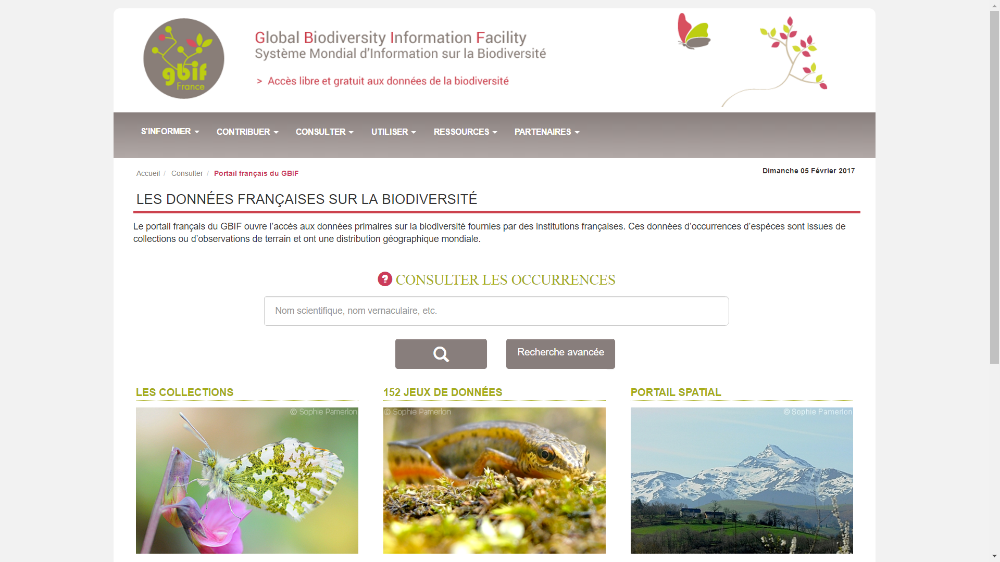 gbif
France
Global Biodiversity Information Facility
Système Mondial d'Information sur la Biodiversité
> Accès libre et gratuit aux données de la biodiversité
S'INFORMER CONTRIBUER CONSULTER UTILISER RESSOURCES PARTENAIRES
Accueil / Consulter / Portail français du GBIF
Dimanche 05 Février 2017
LES DONNÉES FRANÇAISES SUR LA BIODIVERSITÉ
Le portail français du GBIF ouvre l’accès aux données primaires sur la biodiversité fournies par des institutions françaises. Ces données d’occurrences d’espèces sont issues de
collections ou d’observations de terrain et ont une distribution géographique mondiale.
? CONSULTER LES OCCURRENCES
Nom scientifique, nom vernaculaire, etc.
Recherche avancée
LES COLLECTIONS
© Sophie Pamerlon
152 JEUX DE DONNÉES
© Sophie Pamerlon
PORTAIL SPATIAL
© Sophie Pamerlon